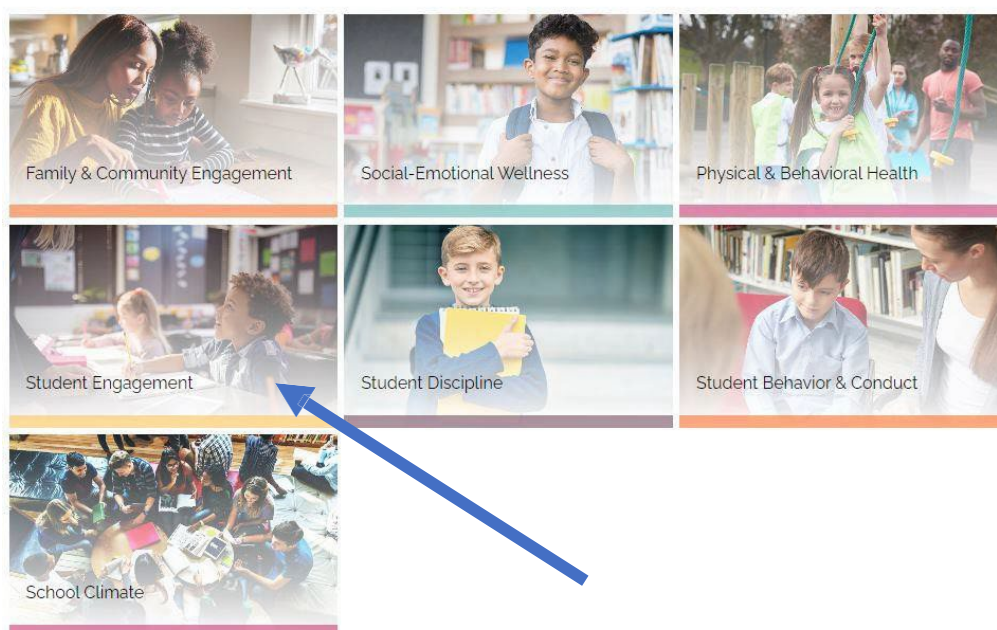 Family & Community Engagement
Social-Emotional Wellness
Physical & Behavioral Health
Student Engagement
Student Discipline
Student Behavior & Conduct
School Climate